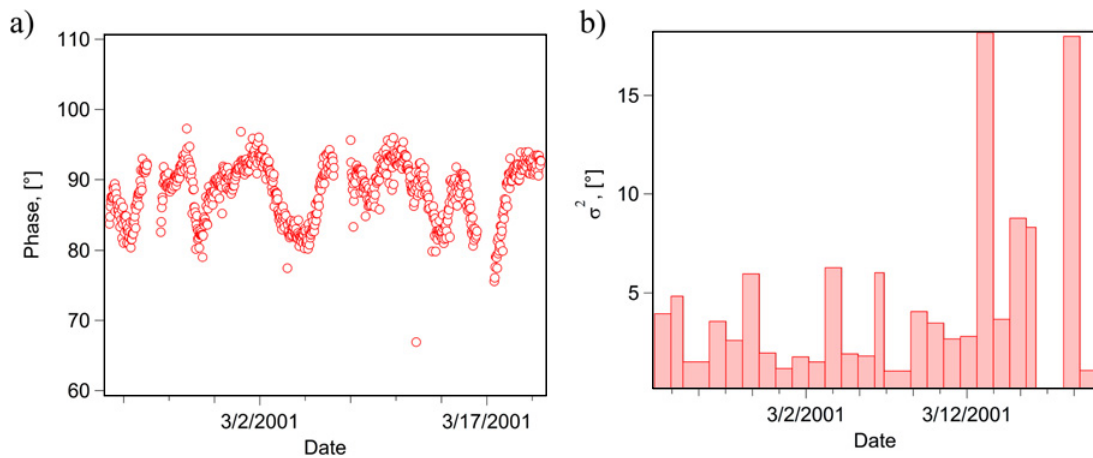 a)
110
100
90
80
70
60
Phase, [°]
3/2/2001
3/17/2001
Date
b)
15
10
5
σ², [°]
3/2/2001
3/12/2001
Date